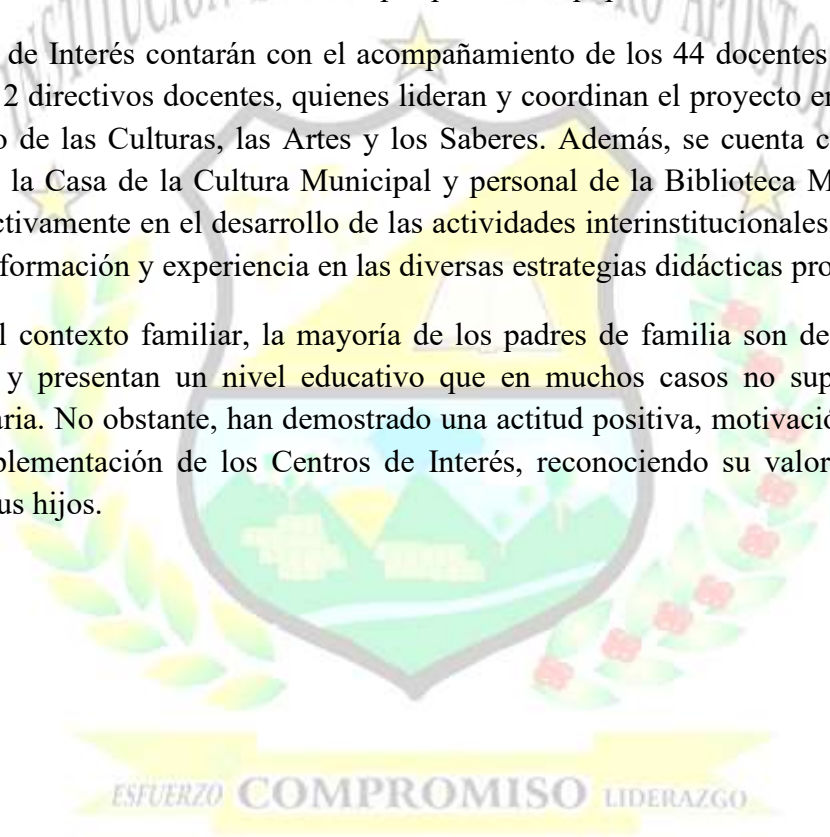 INSTITUCIÓN
APOSTOL
de Interés contarán con el acompañamiento de los 44 docentes
2 directivos docentes, quienes lideran y coordinan el proyecto en
o de las Culturas, las Artes y los Saberes. Además, se cuenta c
la Casa de la Cultura Municipal y personal de la Biblioteca M
ctivamente en el desarrollo de las actividades interinstitucionales
formación y experiencia en las diversas estrategias didácticas pro
l contexto familiar, la mayoría de los padres de familia son de
y presentan un nivel educativo que en muchos casos no sup
aria. No obstante, han demostrado una actitud positiva, motivació
plementación de los Centros de Interés, reconociendo su valor
us hijos.
ESFUERZO COMPROMISO LIDERAZGO